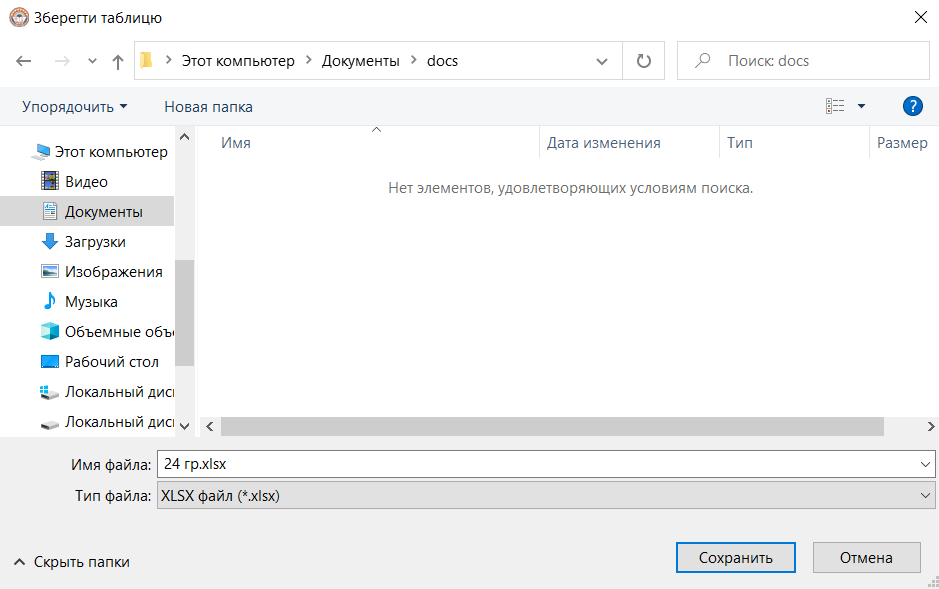 Зберегти таблицю
Этот компьютер Документы docs
Поиск: docs
Упорядочить Новая папка
?
Имя Дата изменения Тип Размер
Нет элементов, удовлетворяющих условиям поиска.
Этот компьютер
Видео
Документы
Загрузки
Изображения
Музыка
Объемные объ
Рабочий стол
Локальный дис
Локальный дис
Имя файла: 24 гр.xlsx
Тип файла: XLSX файл (*.xlsx)
Скрыть папки
Сохранить Отмена